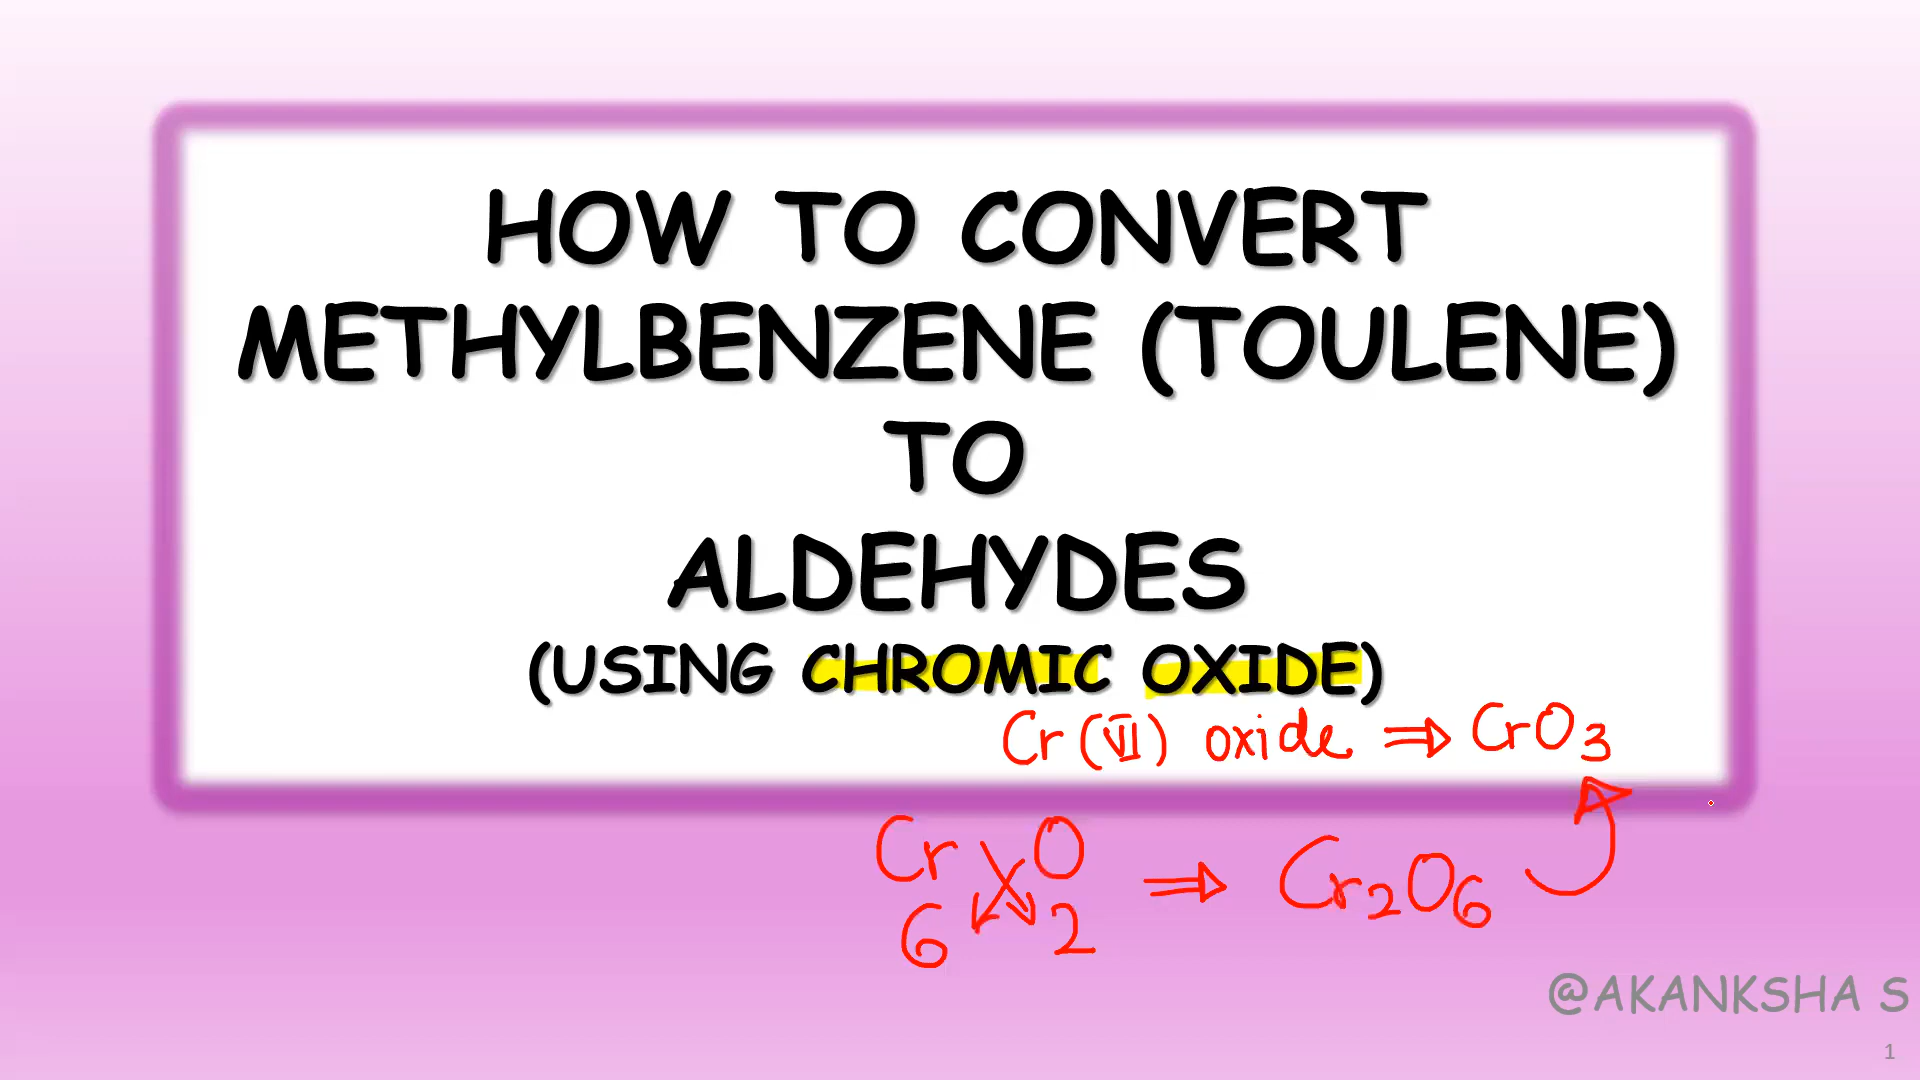 HOW TO CONVERT
METHYLBENZENE (TOULENE)
TO
ALDEHYDES
(USING CHROMIC OXIDE)
Cr (VI) oxide ⇒ CrO3
Cr O ⇒ Cr2O6
6 2
@AKANKSHA S
1